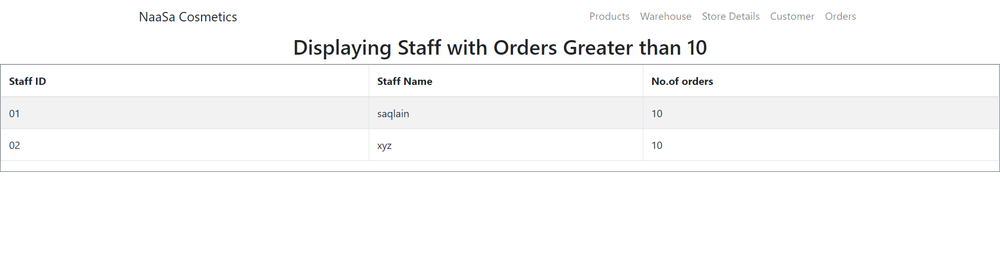 NaaSa Cosmetics Products Warehouse Store Details Customer Orders
Displaying Staff with Orders Greater than 10
Staff ID Staff Name No.of orders
01 saqlain 10
02 xyz 10